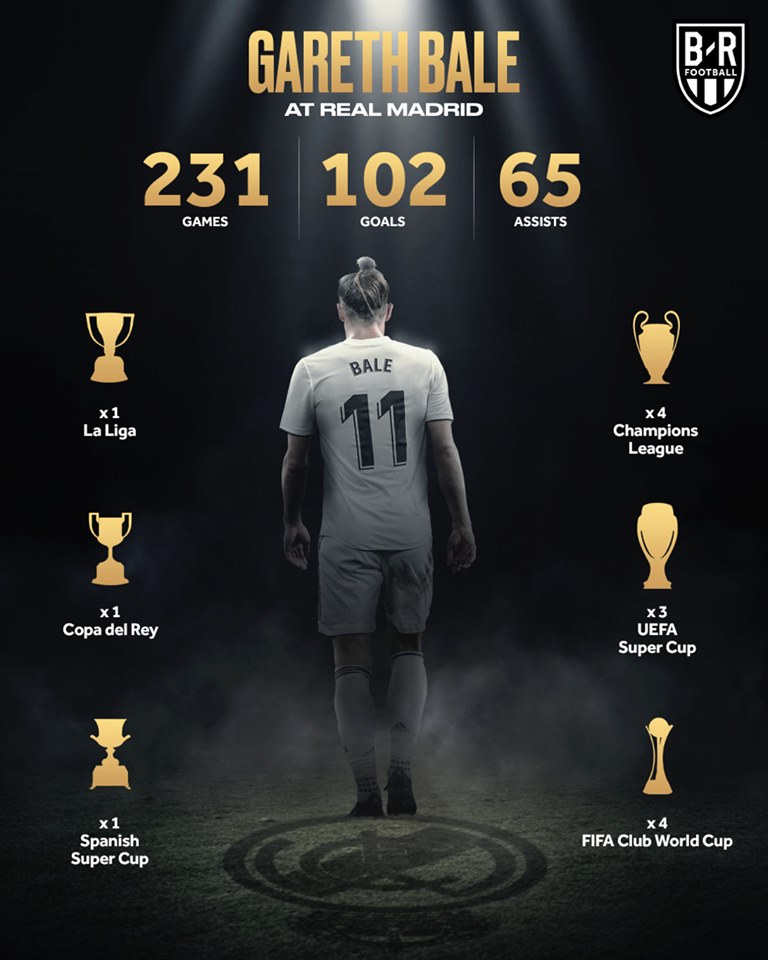 GARETH BALE
AT REAL MADRID
B/R
FOOTBALL
231
GAMES
102
GOALS
65
ASSISTS
BALE
11
x 1
La Liga
x 4
Champions
League
x 1
Copa del Rey
x 3
UEFA
Super Cup
x 1
Spanish
Super Cup
x 4
FIFA Club World Cup